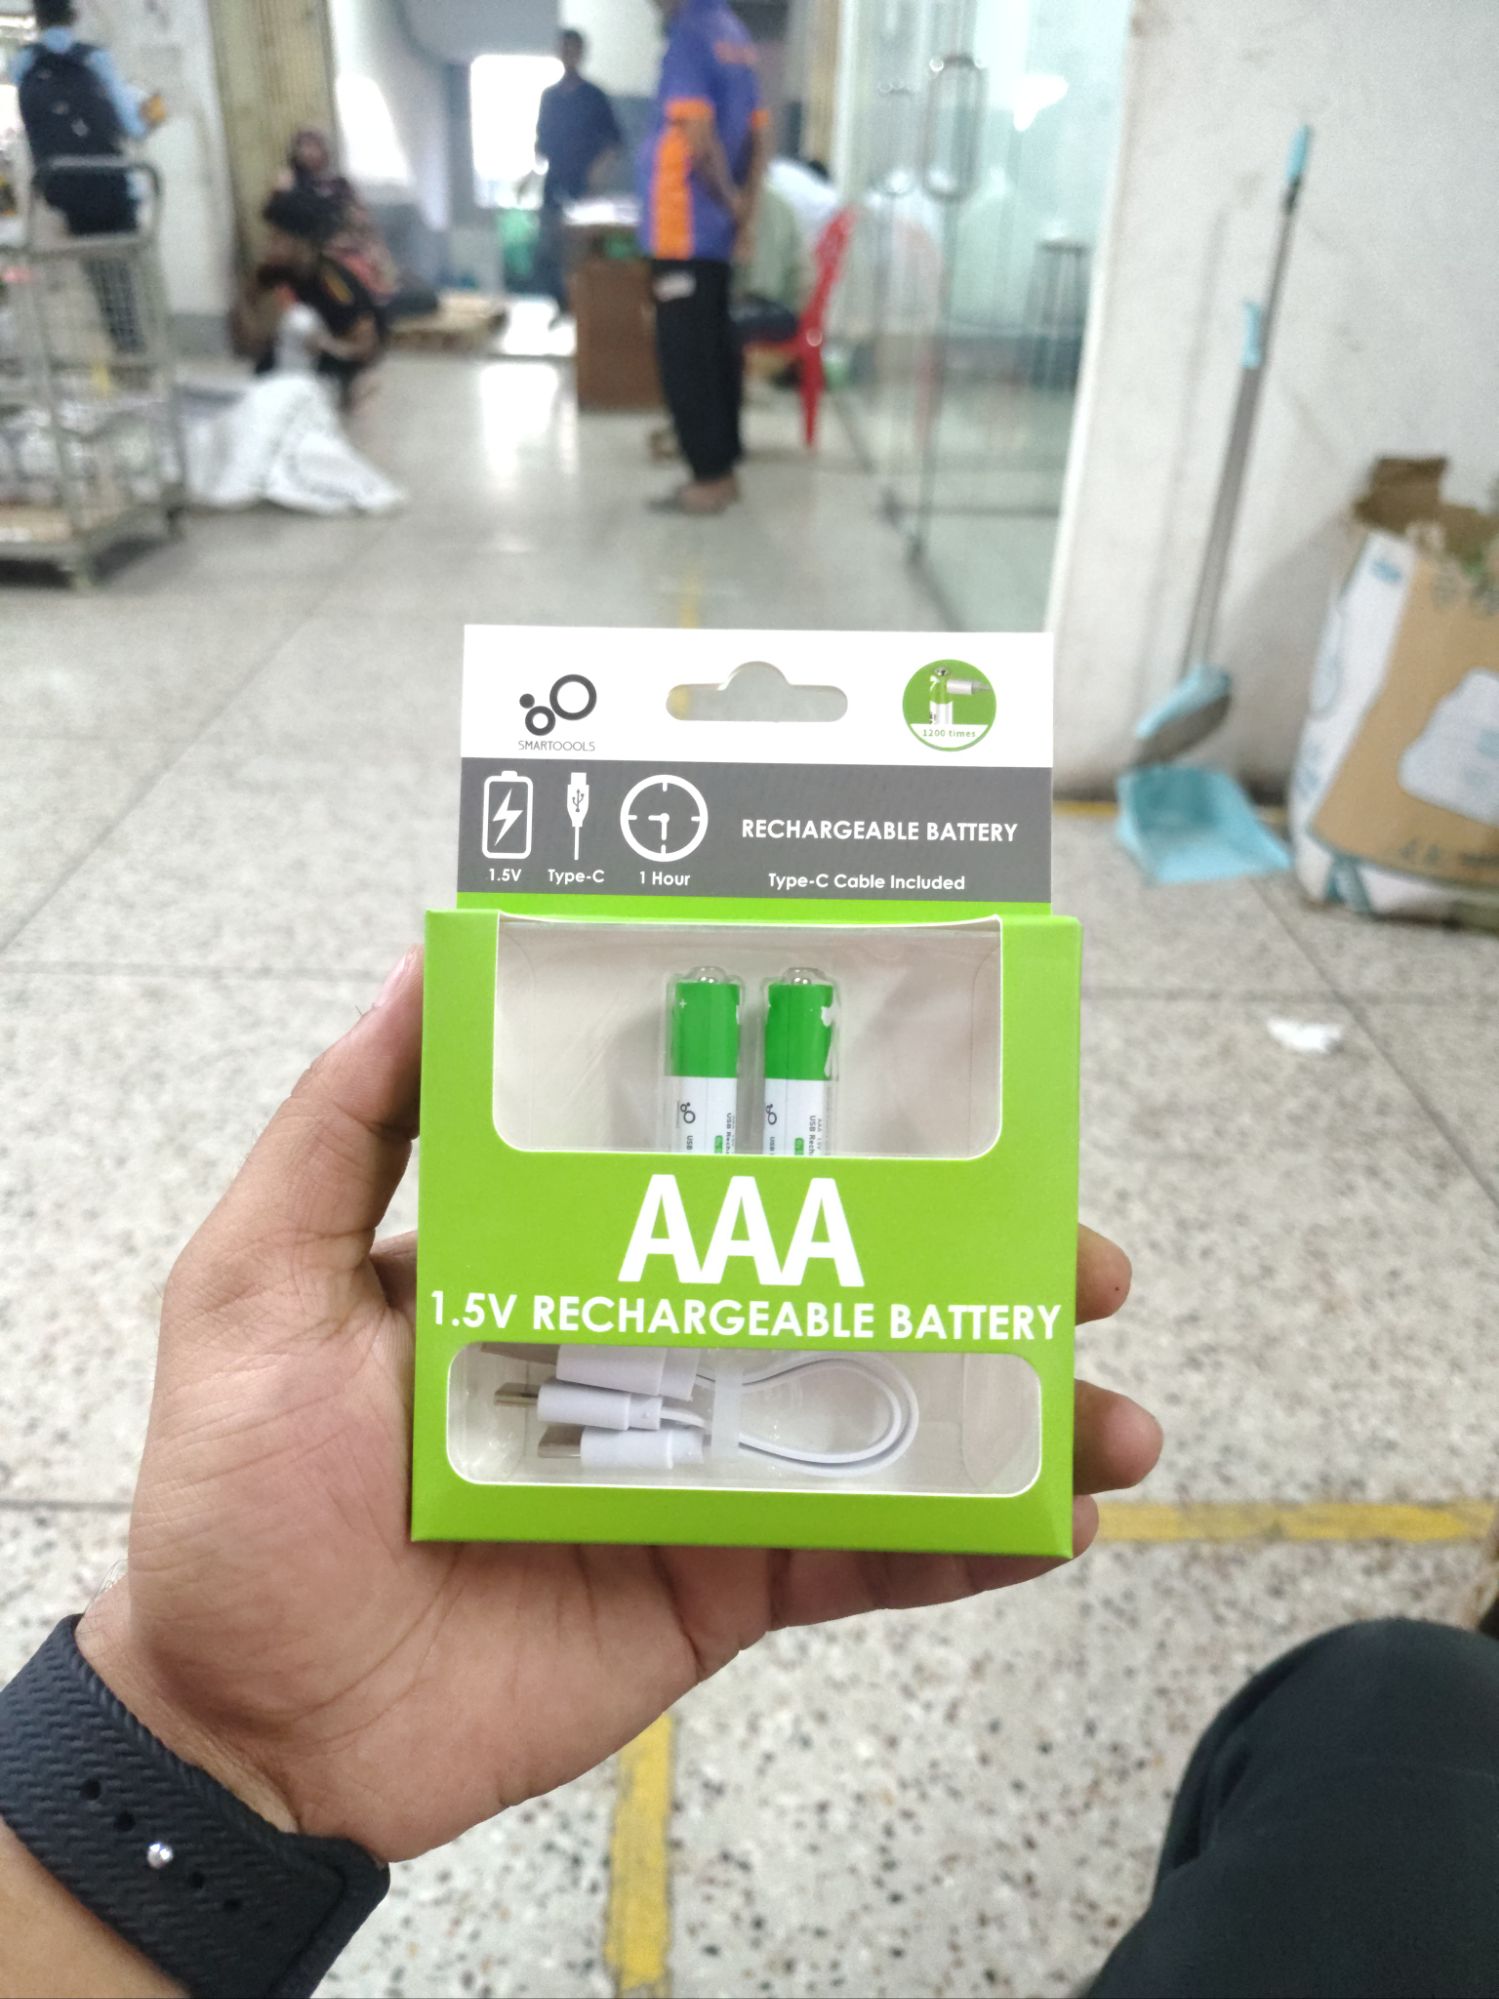 SMARTOOOLS
1200 times
1.5V
Type-C
1 Hour
RECHARGEABLE BATTERY
Type-C Cable Included
AAA
1.5V RECHARGEABLE BATTERY